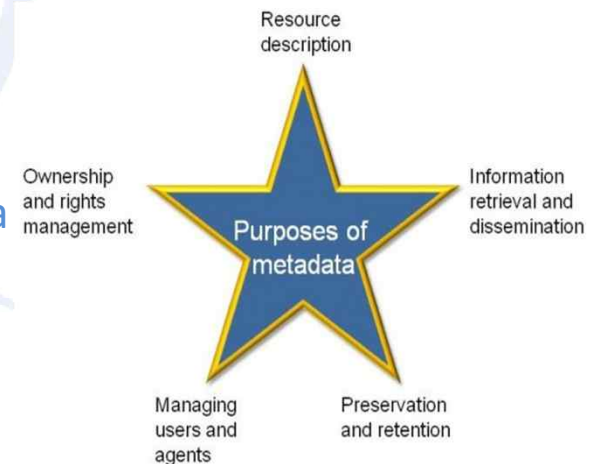 Resource
description
Ownership
and rights
management
Information
retrieval and
dissemination
Purposes of
metadata
Managing
users and
agents
Preservation
and retention